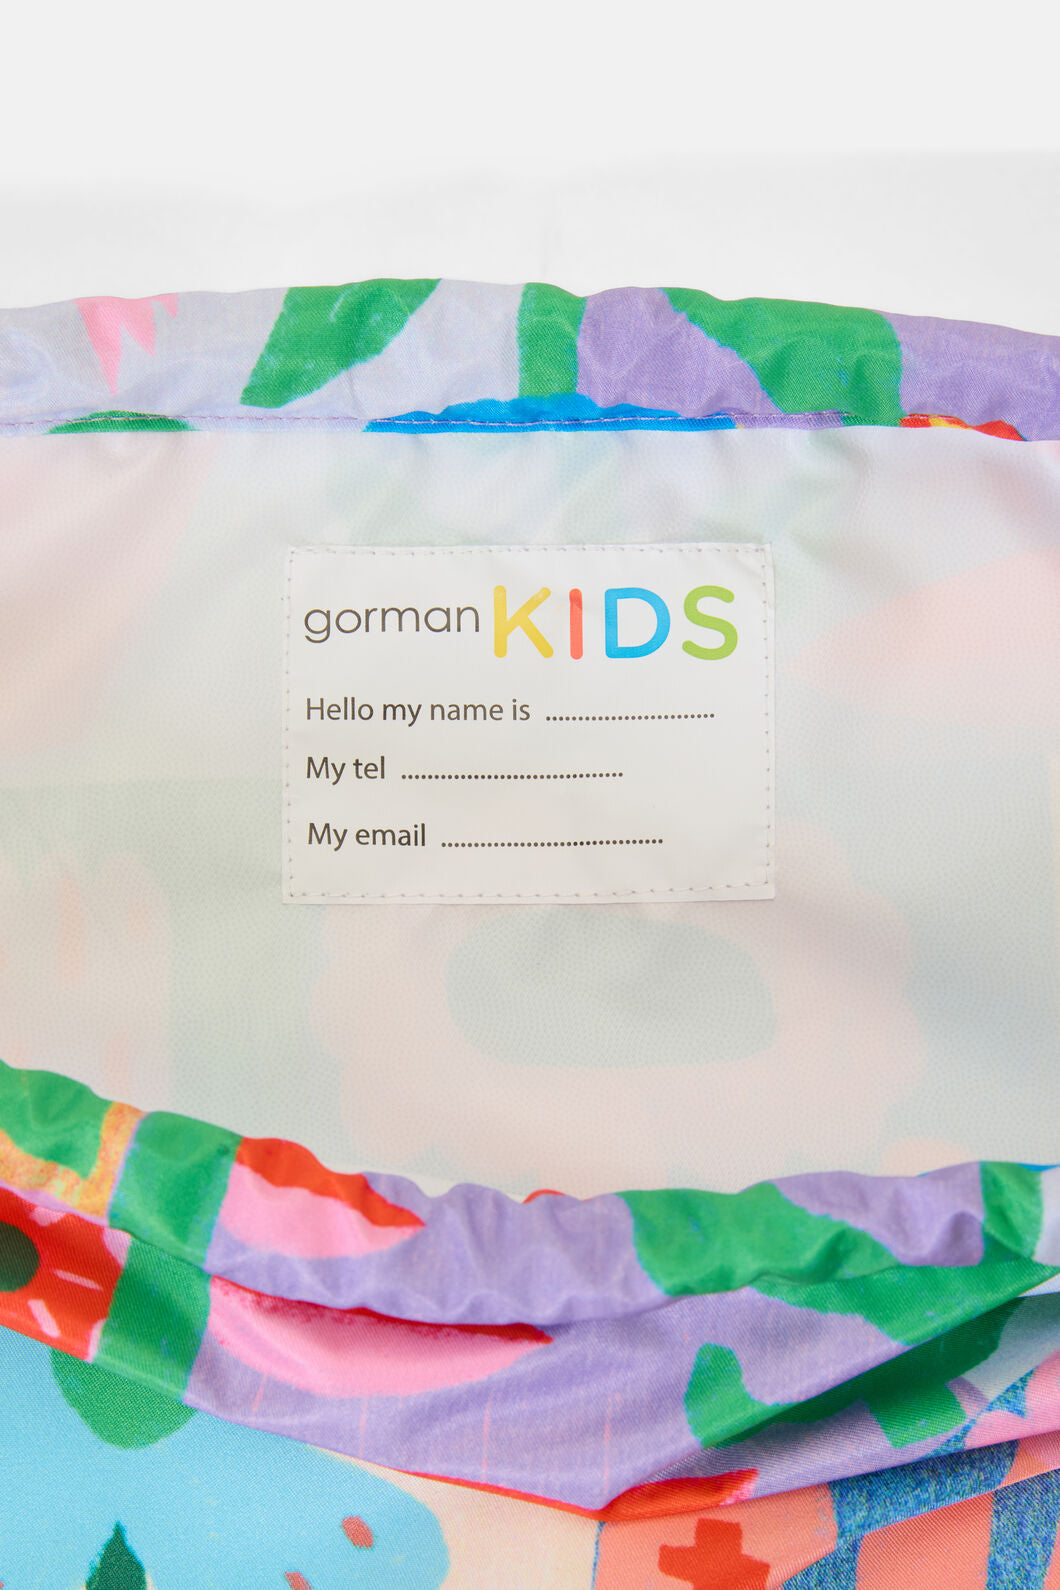 gorman KIDS
Hello my name is ...........................
My tel ...................................
My email ...................................